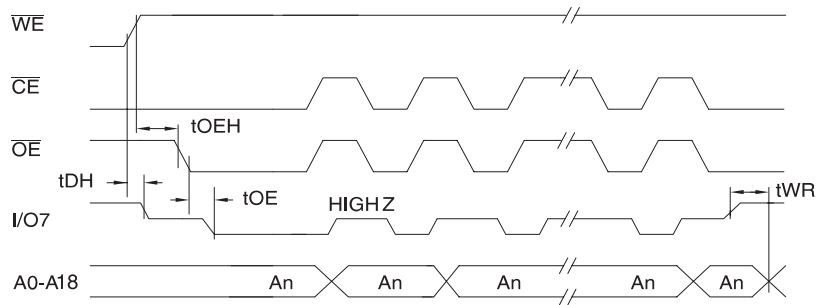 WE
CE
tOEH
OE
tDH
tOE
HIGH Z
tWR
I/O7
A0-A18 An An An An An